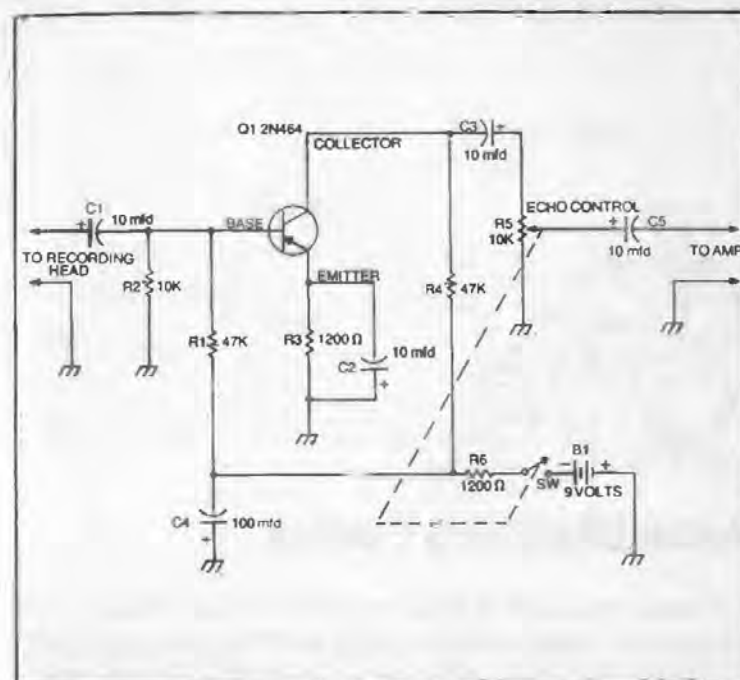 Q1 2N464
COLLECTOR
C3
10 mfd
C1
10 mfd
BASE
ECHO CONTROL
R5
10K
C5
10 mfd
TO RECORDING
HEAD
TO AMP
R2
10K
EMITTER
R4
47K
R1
47K
R3
1200 Ω
10 mfd
C2
R6
1200 Ω
SW
B1
9 VOLTS
C4
100 mfd